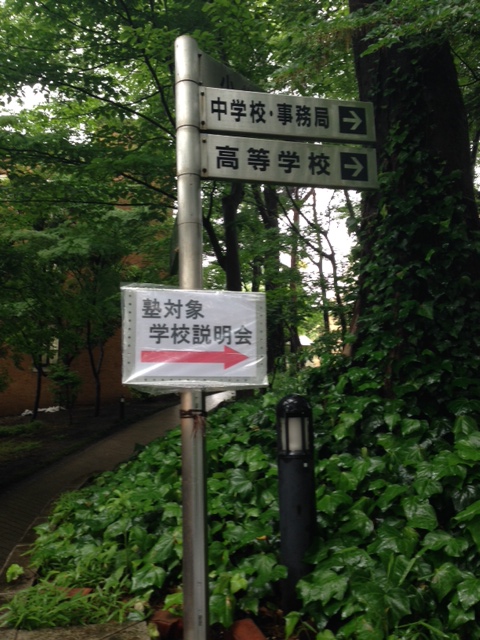 中学校・事務局 →
高等学校 →
塾対象
学校説明会